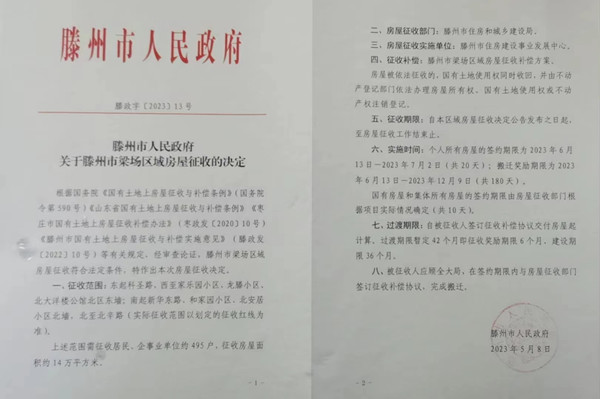 滕州市人民政府
滕政字〔2023〕13号
滕州市人民政府
关于滕州市梁场区域房屋征收的决定
根据国务院《国有土地上房屋征收与补偿条例》（国务院
令第590号）《山东省国有土地上房屋征收与补偿条例》《枣
庄市国有土地上房屋征收与补偿办法》（枣政发〔2020〕10号）
《滕州市国有土地上房屋征收与补偿实施意见》（滕政发
〔2022〕10号）等有关规定，经审查论证，滕州市梁场区域
房屋征收符合法定条件，特作出本次房屋征收决定。
一、征收范围：东起科圣路，西至家乐园小区、龙滕小区、
北大洋楼公馆北区东墙；南起新华东路、和家园小区、北安居
小区北墙，北至北辛路（实际征收范围以划定的征收红线为
准）。
上述范围需征收居民、企事业单位约495户，征收房屋面
积约14万平方米。
- 1 -
二、房屋征收部门：滕州市住房和城乡建设局。
三、房屋征收实施单位：滕州市住房建设事业发展中心。
四、征收补偿：滕州市梁场区域房屋征收补偿方案。
房屋被依法征收的，国有土地使用权同时收回，并由不动
产登记部门依法办理房屋所有权、国有土地使用权或不动
产权注销登记。
五、征收期限：自本区域房屋征收决定公告发布之日起，
至房屋征收工作结束止。
六、实施时间：个人所有房屋的签约期限为2023年6月
13日—2023年7月2日（共20天）；搬迁奖励期限为2023
年6月13日—2023年12月9日（共180天）。
国有房屋和集体所有房屋的签约期限由房屋征收部门根
据项目实际情况确定（共10天）。
七、过渡期限：自被征收人签订征收补偿协议交付房屋起
计算，过渡期限暂定42个月即征收奖励期限6个月，建设期
限36个月。
八、被征收人应顾全大局，在签约期限内与房屋征收部门
签订征收补偿协议，完成搬迁。
滕州市人民政府
2023年5月8日
- 2 -